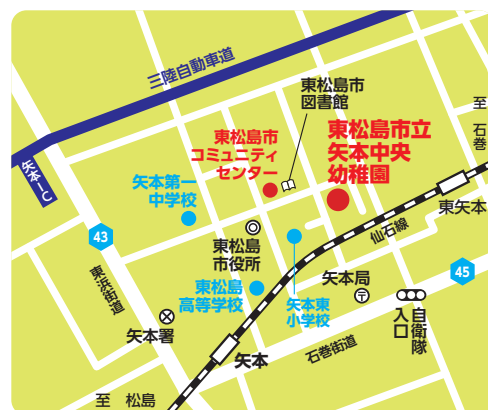 三陸自動車道
東松島市
図書館
至 石巻
東松島市
コミュニティ
センター
東松島市立
矢本中央
幼稚園
矢本IC
矢本第一
中学校
東矢本
仙石線
43
東松島
市役所
45
東浜街道
東松島
高等学校
矢本東
小学校
矢本局
〒
自衛隊
入口
矢本署
矢本
石巻街道
至 松島